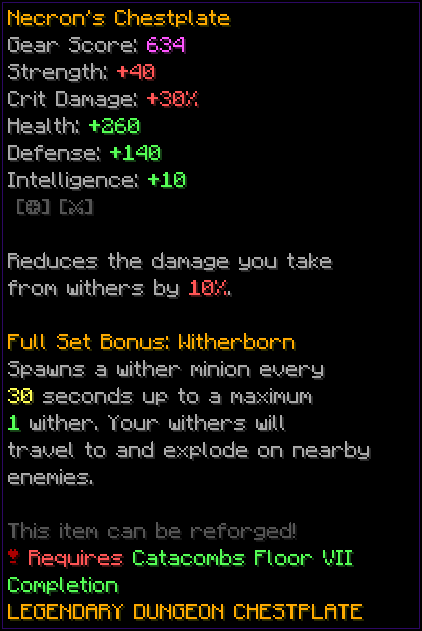 Necron's Chestplate
Gear Score: 634
Strength: +40
Crit Damage: +30%
Health: +260
Defense: +140
Intelligence: +10
[⚔] [⚔]
Reduces the damage you take
from withers by 10%.
Full Set Bonus: Witherborn
Spawns a wither minion every
30 seconds up to a maximum
1 wither. Your withers will
travel to and explode on nearby
enemies.
This item can be reforged!
❣ Requires Catacombs Floor VII
Completion
LEGENDARY DUNGEON CHESTPLATE